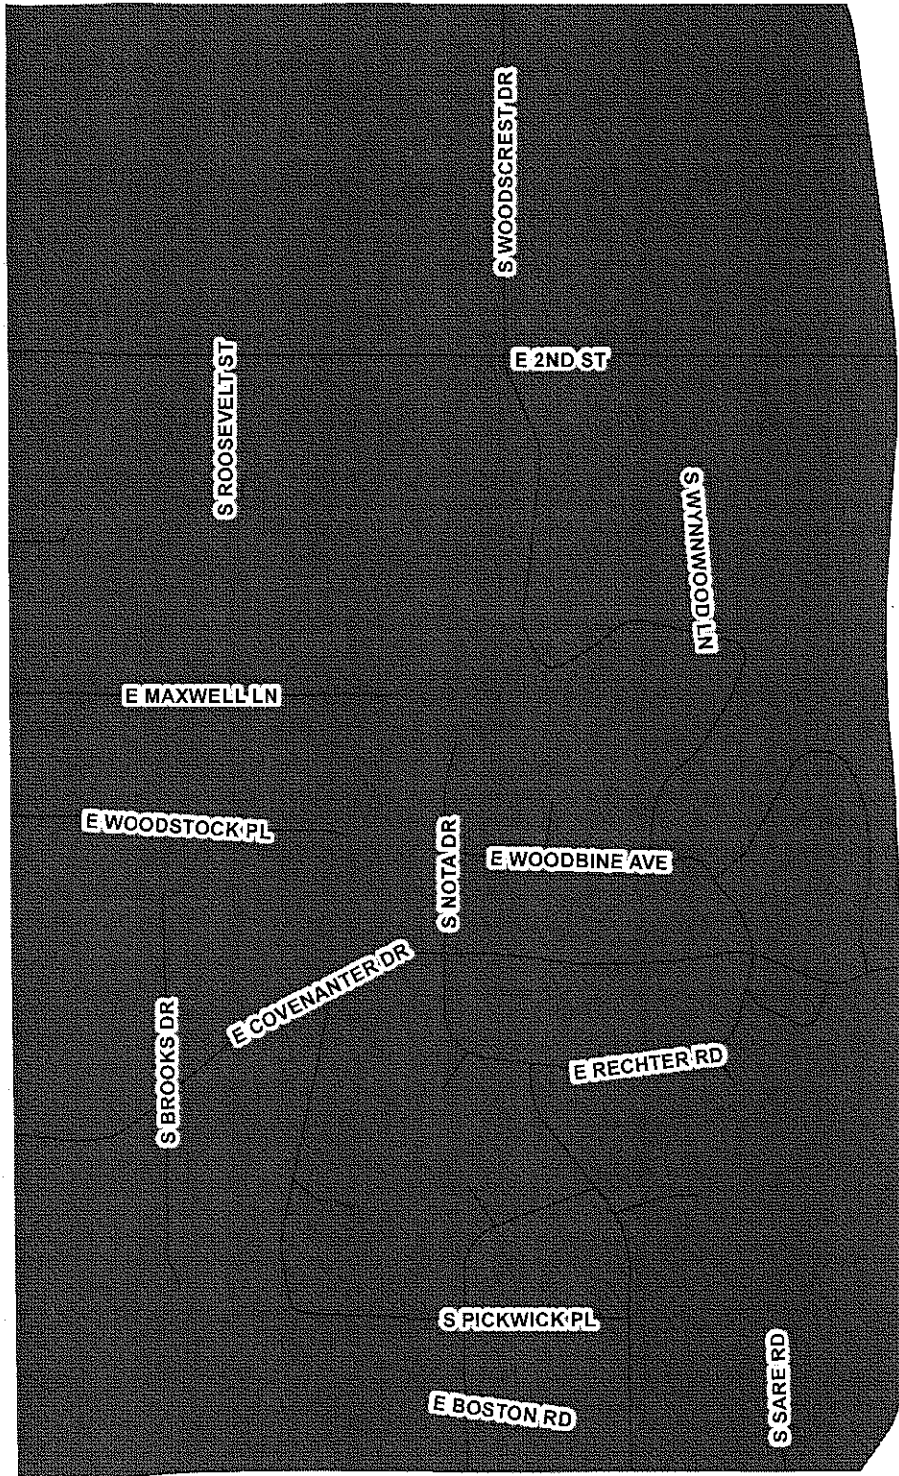 S WOODSCREST DR
E 2ND ST
S ROOSEVELT ST
S WYNNWOOD LN
E MAXWELL LN
E WOODSTOCK PL
S NOTA DR
E WOODBINE AVE
E COVENANTER DR
S BROOKS DR
E RECHTER RD
S PICKWICK PL
S SARE RD
E BOSTON RD